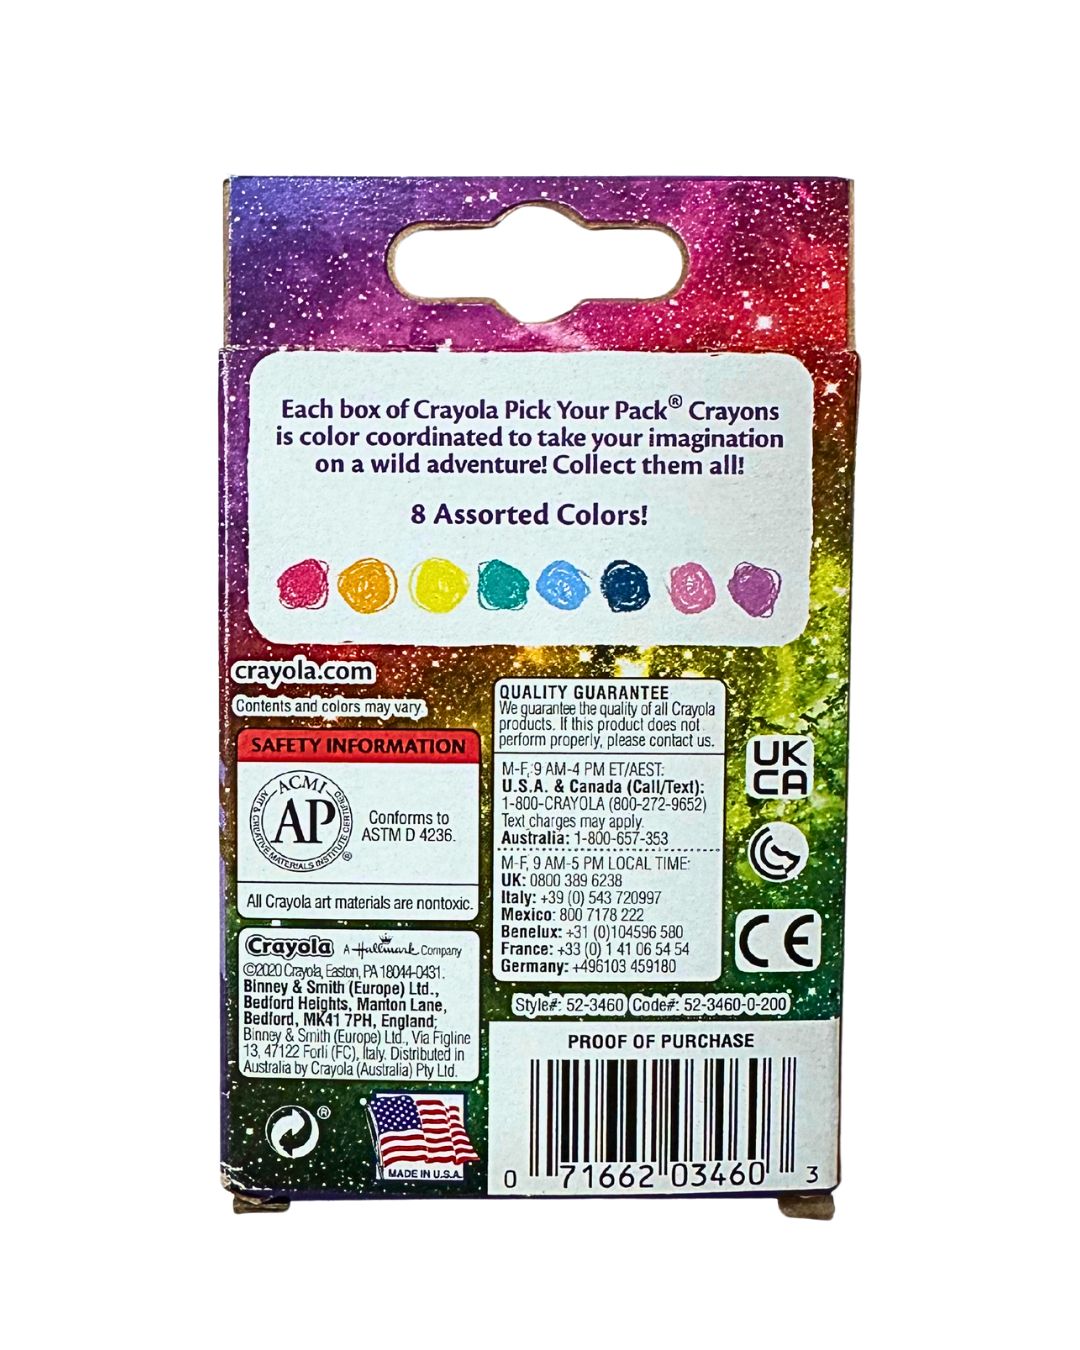 Each box of Crayola Pick Your Pack® Crayons
is color coordinated to take your imagination
on a wild adventure! Collect them all!
8 Assorted Colors!
crayola.com
Contents and colors may vary.
SAFETY INFORMATION
ACMI
AP
ART & CREATIVE MATERIALS INSTITUTE CERTIFIED
®
Conforms to
ASTM D 4236.
All Crayola art materials are nontoxic.
Crayola A Hallmark Company
©2020 Crayola, Easton, PA 18044-0431.
Binney & Smith (Europe) Ltd.,
Bedford Heights, Manton Lane,
Bedford, MK41 7PH, England;
Binney & Smith (Europe) Ltd., Via Figline
13, 47122 Forli (FC), Italy. Distributed in
Australia by Crayola (Australia) Pty Ltd.
®
MADE IN U.S.A.
QUALITY GUARANTEE
We guarantee the quality of all Crayola
products. If this product does not
perform properly, please contact us.
M-F, 9 AM-4 PM ET/AEST:
U.S.A. & Canada (Call/Text):
1-800-CRAYOLA (800-272-9652)
Text charges may apply.
Australia: 1-800-657-353
M-F, 9 AM-5 PM LOCAL TIME:
UK: 0800 389 6238
Italy: +39 (0) 543 720997
Mexico: 800 7178 222
Benelux: +31 (0)104596 580
France: +33 (0) 1 41 06 54 54
Germany: +496103 459180
UK
CA
CE
Style#: 52-3460 Code#: 52-3460-0-200
PROOF OF PURCHASE
0 71662 03460 3